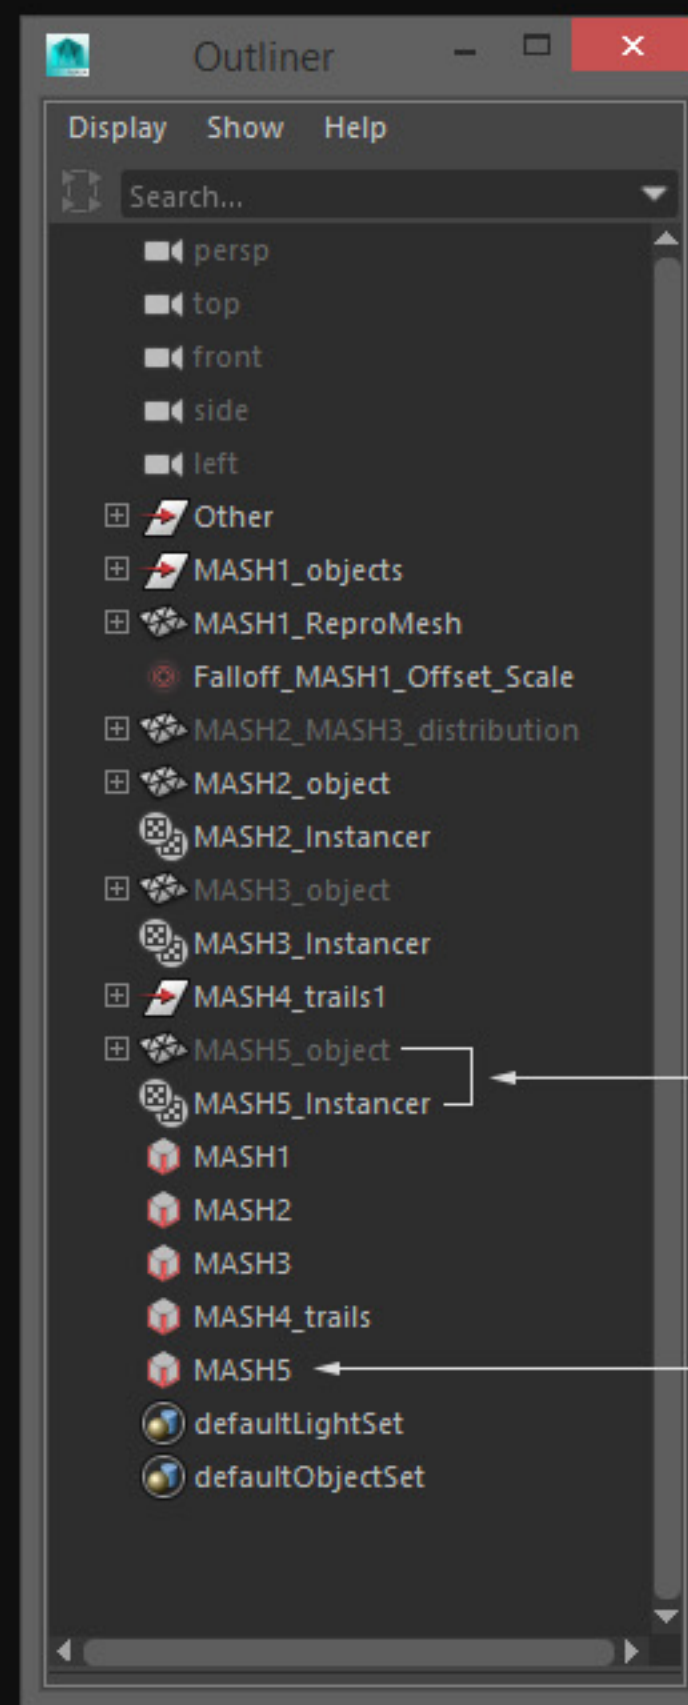 Outliner
Display Show Help
Search...
persp
top
front
side
left
Other
MASH1_objects
MASH1_ReproMesh
Falloff_MASH1_Offset_Scale
MASH2_MASH3_distribution
MASH2_object
MASH2_Instancer
MASH3_object
MASH3_Instancer
MASH4_trails1
MASH5_object
MASH5_Instancer
MASH1
MASH2
MASH3
MASH4_trails
MASH5
defaultLightSet
defaultObjectSet